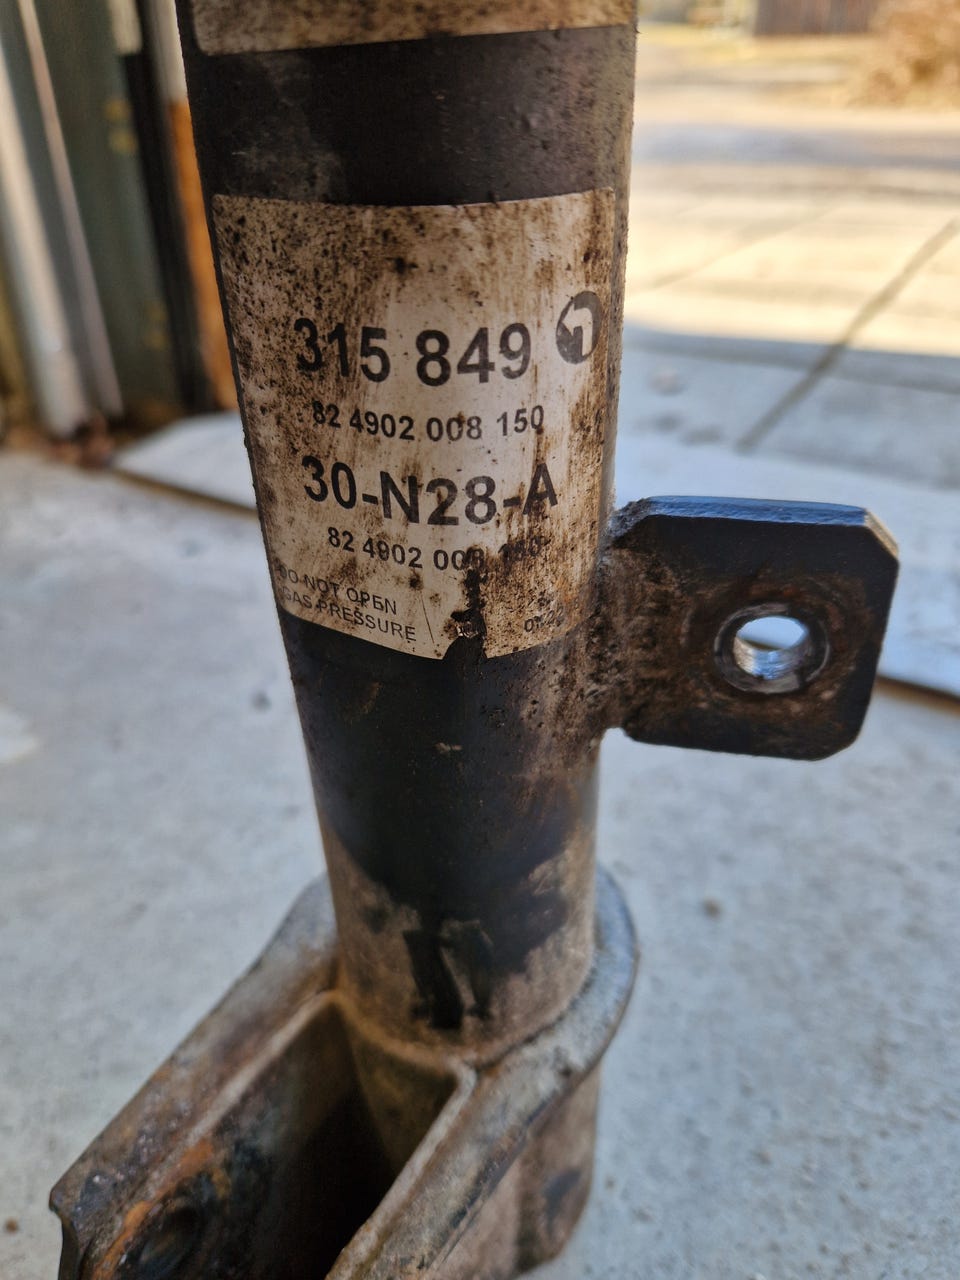 315 849
82 4902 008 150
30-N28-A
82 4902 008
DO NOT OPEN
GAS PRESSURE